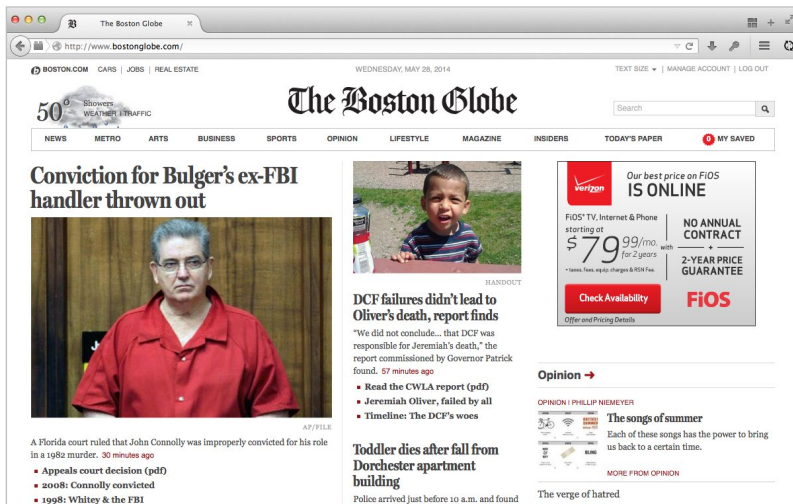 The Boston Globe
http://www.bostonglobe.com/
BOSTON.COM CARS | JOBS | REAL ESTATE
WEDNESDAY, MAY 28, 2014
TEXT SIZE | MANAGE ACCOUNT | LOG OUT
50° Showers
WEATHER | TRAFFIC
The Boston Globe
Search
NEWS METRO ARTS BUSINESS SPORTS OPINION LIFESTYLE MAGAZINE INSIDERS TODAY'S PAPER 0 MY SAVED
Conviction for Bulger's ex-FBI
handler thrown out
AP/FILE
A Florida court ruled that John Connolly was improperly convicted for his role
in a 1982 murder. 30 minutes ago
Appeals court decision (pdf)
2008: Connolly convicted
1998: Whitey & the FBI
HANDOUT
DCF failures didn't lead to
Oliver's death, report finds
"We did not conclude... that DCF was
responsible for Jeremiah's death," the
report commissioned by Governor Patrick
found. 57 minutes ago
Read the CWLA report (pdf)
Jeremiah Oliver, failed by all
Timeline: The DCF's woes
Toddler dies after fall from
Dorchester apartment
building
Police arrived just before 10 a.m. and found
verizon
Our best price on FiOS
IS ONLINE
FiOS® TV, Internet & Phone
starting at
$79 99/mo.
for 2 years
with
+ taxes, fees, equip. charges & RSN Fee.
NO ANNUAL
CONTRACT
+
2-YEAR PRICE
GUARANTEE
Check Availability
FiOS
Offer and Pricing Details
Opinion
OPINION | PHILLIP NIEMEYER
The songs of summer
Each of these songs has the power to bring
us back to a certain time.
BLING
MORE FROM OPINION
The verge of hatred